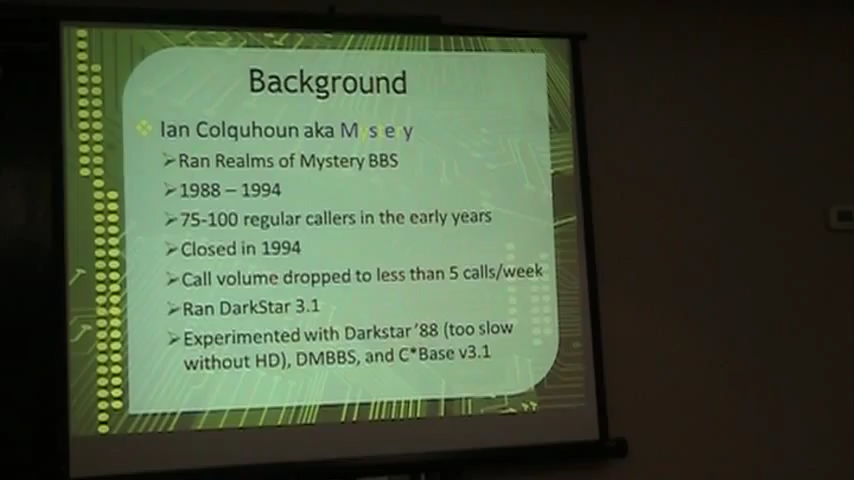 Background
Ian Colquhoun aka Mystery
Ran Realms of Mystery BBS
1988 – 1994
75-100 regular callers in the early years
Closed in 1994
Call volume dropped to less than 5 calls/week
Ran DarkStar 3.1
Experimented with Darkstar '88 (too slow
without HD), DMBBS, and C*Base v3.1